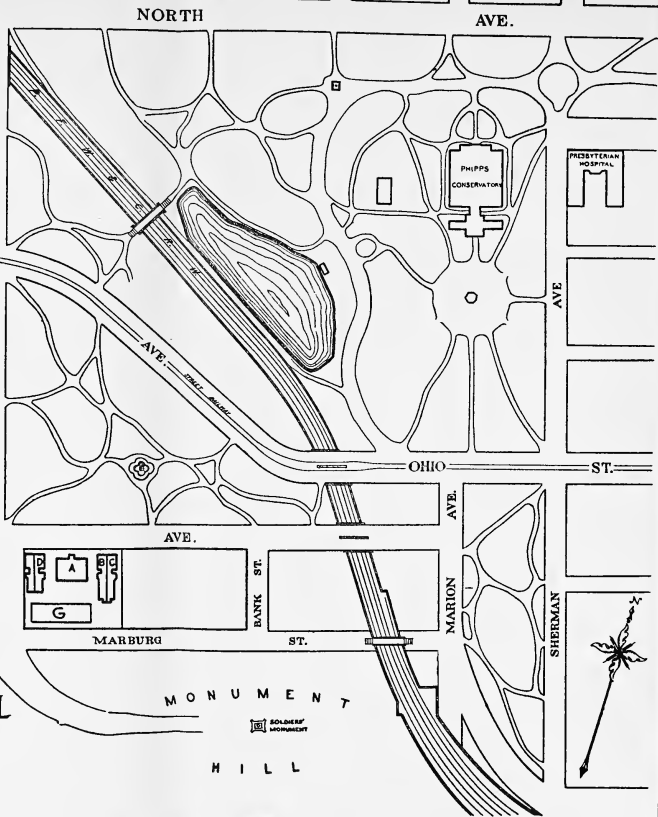 NORTH AVE.
PRESBYTERIAN
HOSPITAL
PHIPPS
CONSERVATORY
AVE
AVE.
STREET RAILWAY
OHIO ST.
AVE.
AVE.
D
A
B C
G
BANK ST.
MARION
SHERMAN
N
MARBURG ST.
MONUMENT
SOLDIERS'
MONUMENT
HILL
L